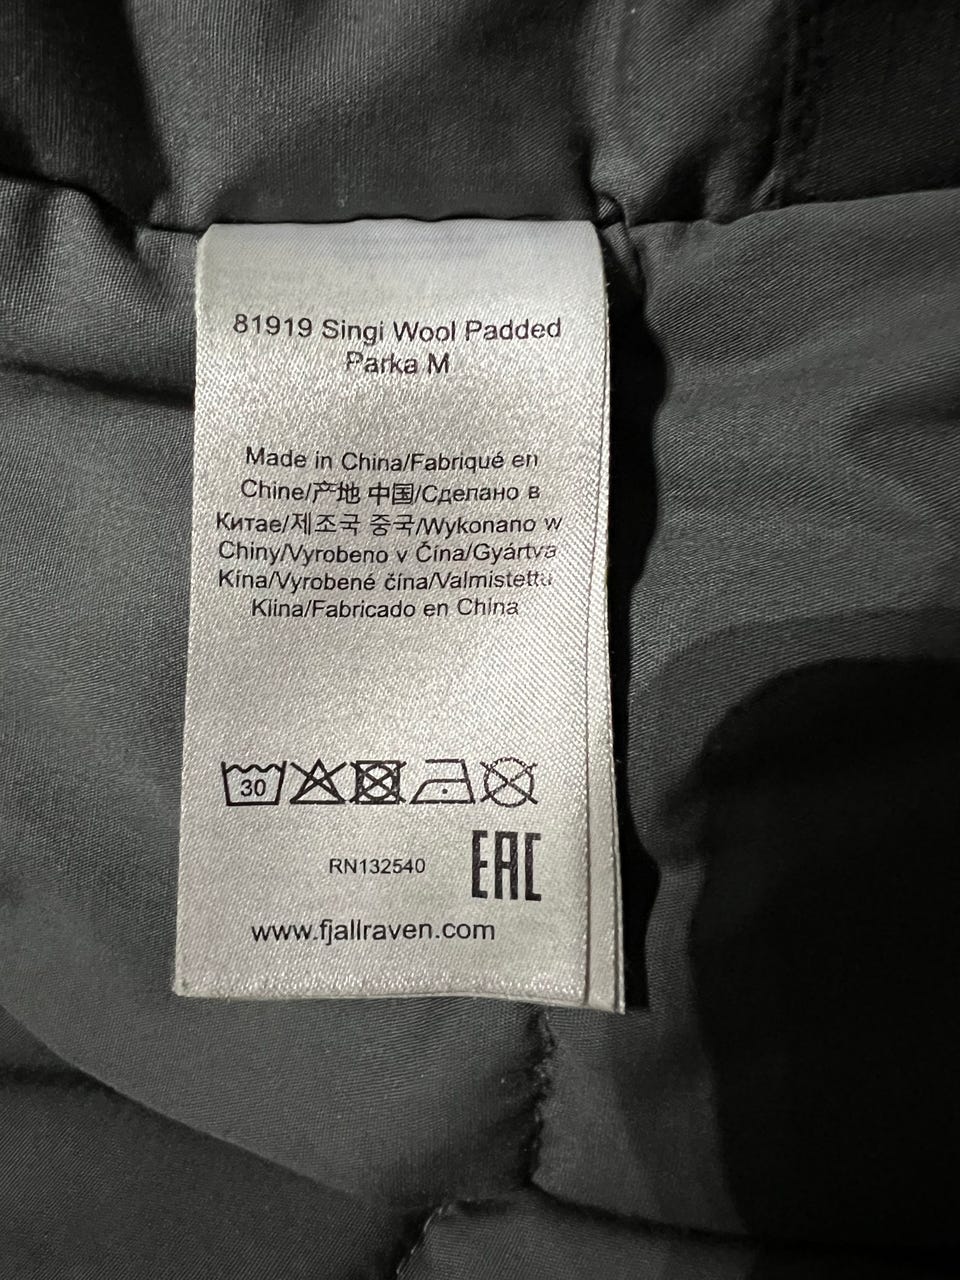 81919 Singi Wool Padded
Parka M
Made in China/Fabriqué en
Chine/产地 中国/Сделано в
Китае/제조국 중국/Wykonano w
Chiny/Vyrobeno v Čína/Gyártva
Kína/Vyrobené čína/Valmistettu
Kiina/Fabricado en China
30
RN132540
EAC
www.fjallraven.com